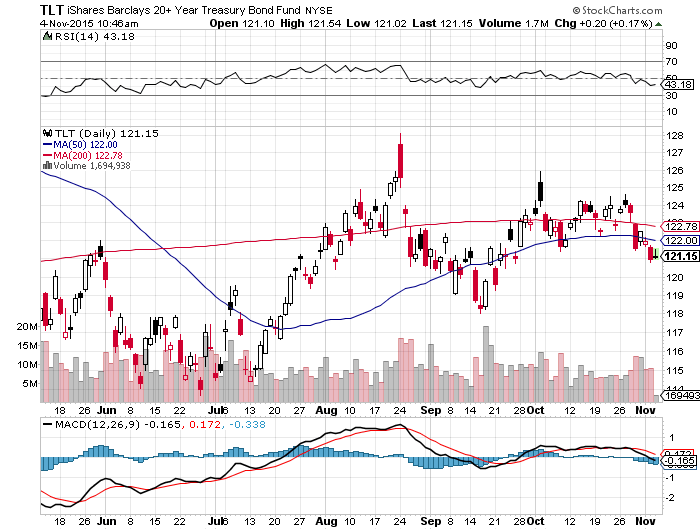 TLT iShares Barclays 20+ Year Treasury Bond Fund NYSE © StockCharts.com
4-Nov-2015 10:46am Open 121.10 High 121.54 Low 121.02 Last 121.15 Volume 1.7M Chg +0.20 (+0.17%)
RSI(14) 43.18
90
70
50
43.18
30
10
TLT (Daily) 121.15
MA(50) 122.00
MA(200) 122.78
Volume 1,694,938
128
127
126
125
124
123
122.78
122.00
121.15
120
119
118
117
116
115
114
20M
15M
10M
5M
169493
18 26 Jun 8 15 22 Jul 6 13 20 27 Aug 10 17 24 Sep 8 14 21 28 Oct 12 19 26 Nov
MACD(12,26,9) -0.165, 0.172, -0.338
1
0.172
-0.165
-1
-2
18 26 Jun 8 15 22 Jul 6 13 20 27 Aug 10 17 24 Sep 8 14 21 28 Oct 12 19 26 Nov